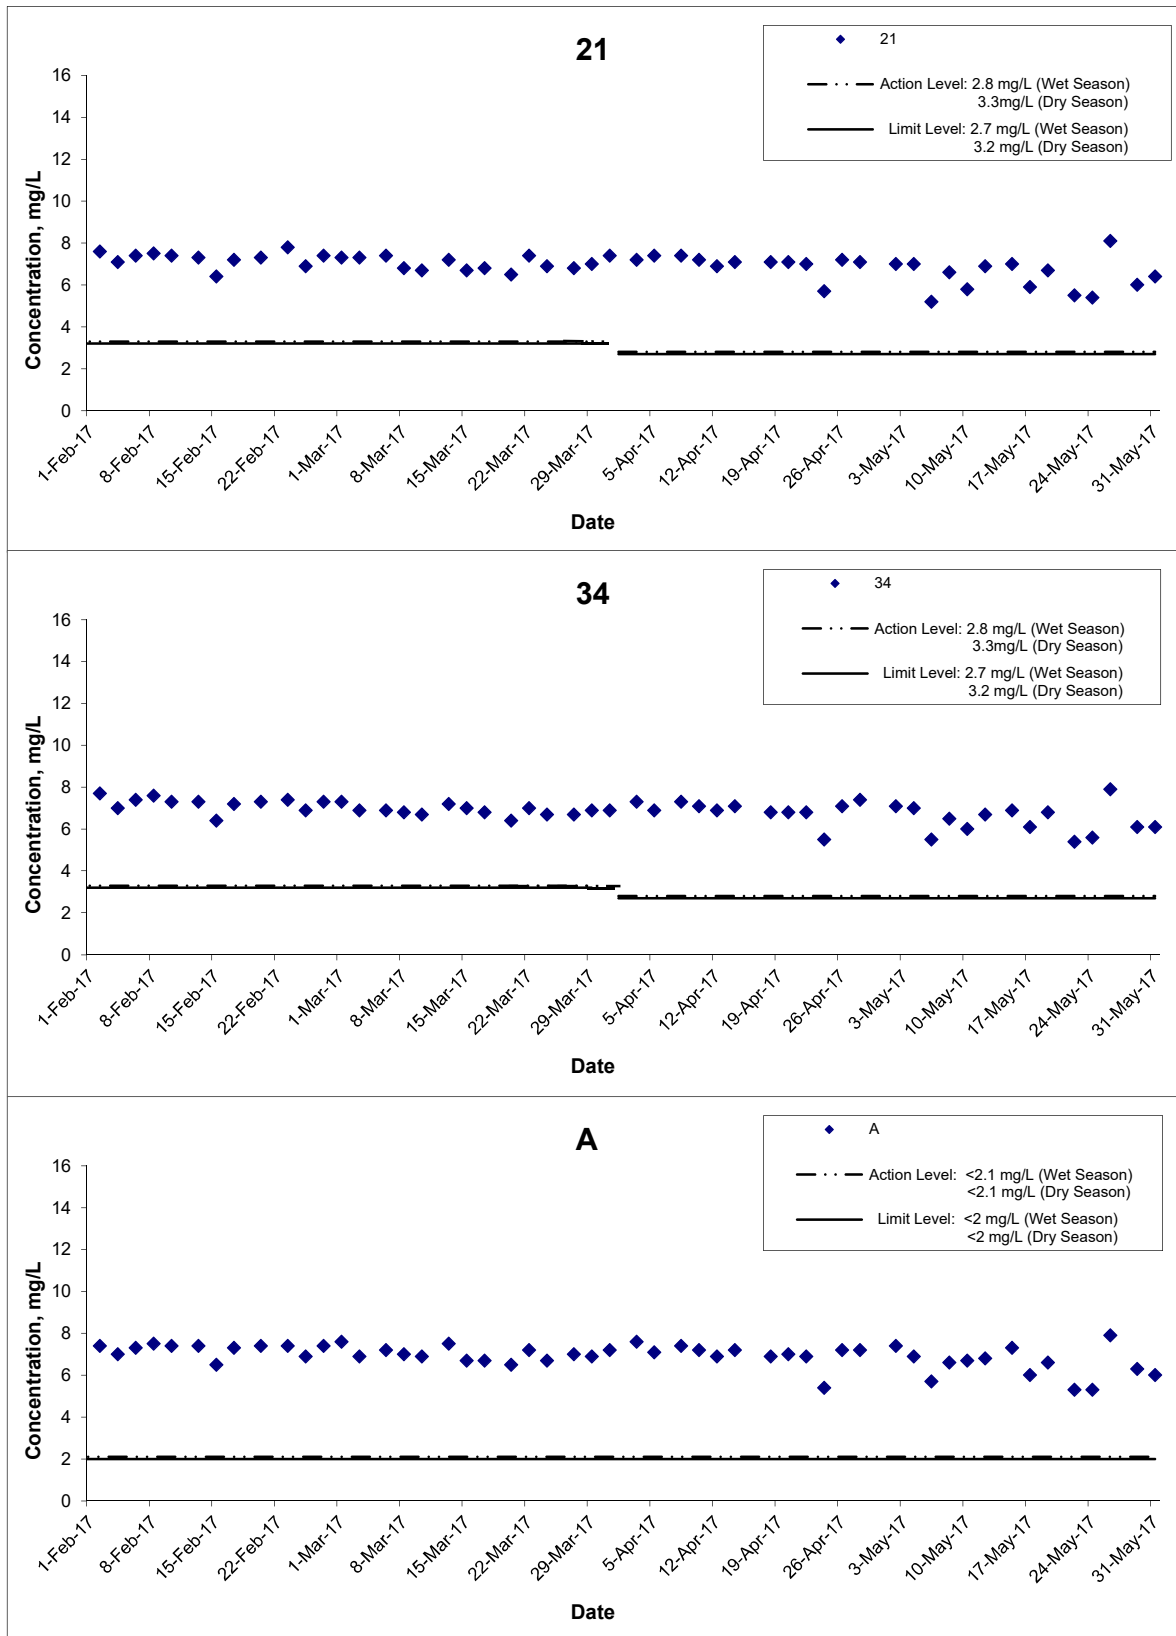 21
21
Action Level: 2.8 mg/L (Wet Season)
3.3mg/L (Dry Season)
Limit Level: 2.7 mg/L (Wet Season)
3.2 mg/L (Dry Season)
Concentration, mg/L
16
14
12
10
8
6
4
2
0
1-Feb-17
8-Feb-17
15-Feb-17
22-Feb-17
1-Mar-17
8-Mar-17
15-Mar-17
22-Mar-17
29-Mar-17
5-Apr-17
12-Apr-17
19-Apr-17
26-Apr-17
3-May-17
10-May-17
17-May-17
24-May-17
31-May-17
Date
34
34
Action Level: 2.8 mg/L (Wet Season)
3.3mg/L (Dry Season)
Limit Level: 2.7 mg/L (Wet Season)
3.2 mg/L (Dry Season)
Concentration, mg/L
16
14
12
10
8
6
4
2
0
1-Feb-17
8-Feb-17
15-Feb-17
22-Feb-17
1-Mar-17
8-Mar-17
15-Mar-17
22-Mar-17
29-Mar-17
5-Apr-17
12-Apr-17
19-Apr-17
26-Apr-17
3-May-17
10-May-17
17-May-17
24-May-17
31-May-17
Date
A
A
Action Level: <2.1 mg/L (Wet Season)
<2.1 mg/L (Dry Season)
Limit Level: <2 mg/L (Wet Season)
<2 mg/L (Dry Season)
Concentration, mg/L
16
14
12
10
8
6
4
2
0
1-Feb-17
8-Feb-17
15-Feb-17
22-Feb-17
1-Mar-17
8-Mar-17
15-Mar-17
22-Mar-17
29-Mar-17
5-Apr-17
12-Apr-17
19-Apr-17
26-Apr-17
3-May-17
10-May-17
17-May-17
24-May-17
31-May-17
Date